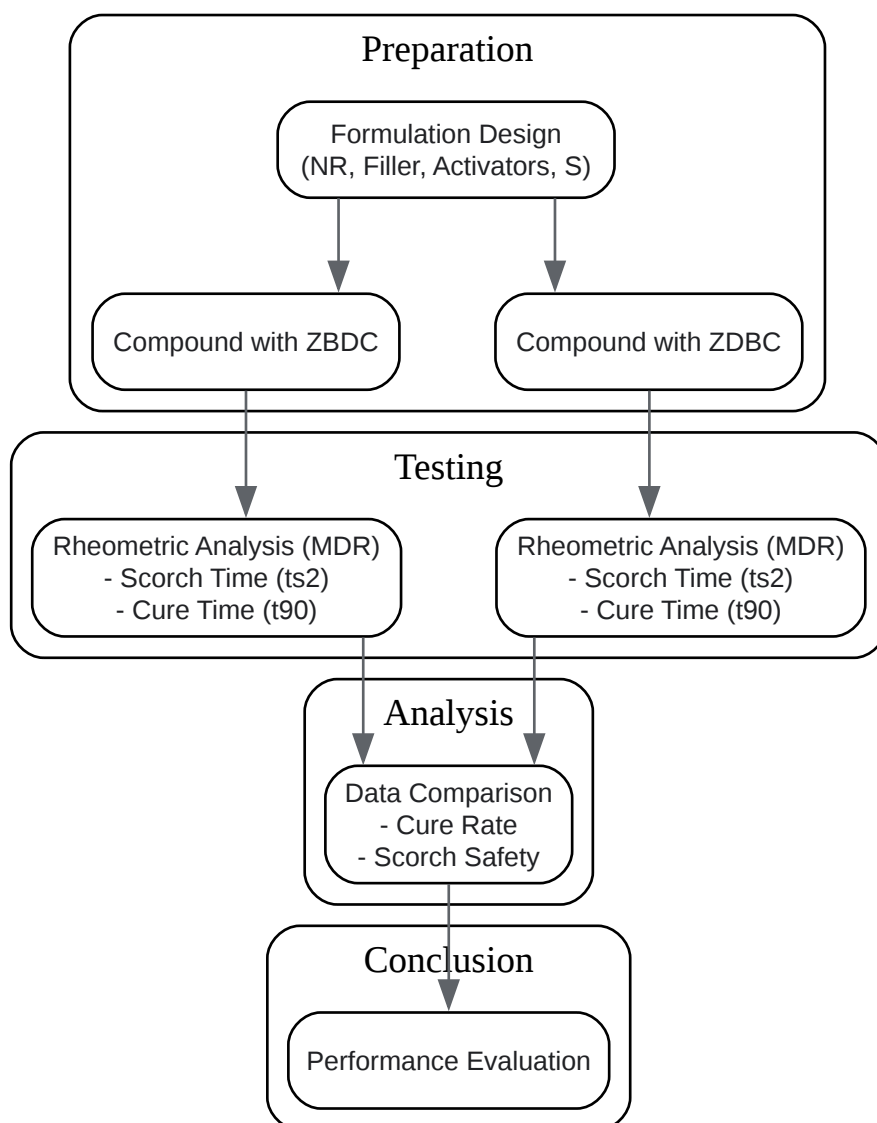 Preparation
Formulation Design
(NR, Filler, Activators, S)
Compound with ZBDC
Compound with ZDBC
Testing
Rheometric Analysis (MDR)
- Scorch Time (ts2)
- Cure Time (t90)
Rheometric Analysis (MDR)
- Scorch Time (ts2)
- Cure Time (t90)
Analysis
Data Comparison
- Cure Rate
- Scorch Safety
Conclusion
Performance Evaluation